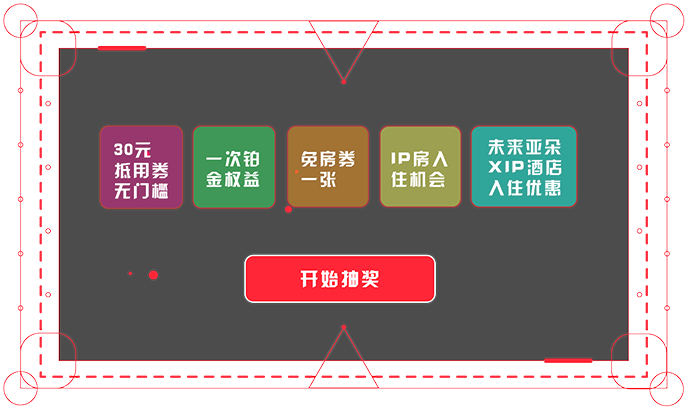 30元
抵用券
无门槛
一次铂
金权益
免房券
一张
IP房入
住机会
未来亚朵
XIP酒店
入住优惠
开始抽奖